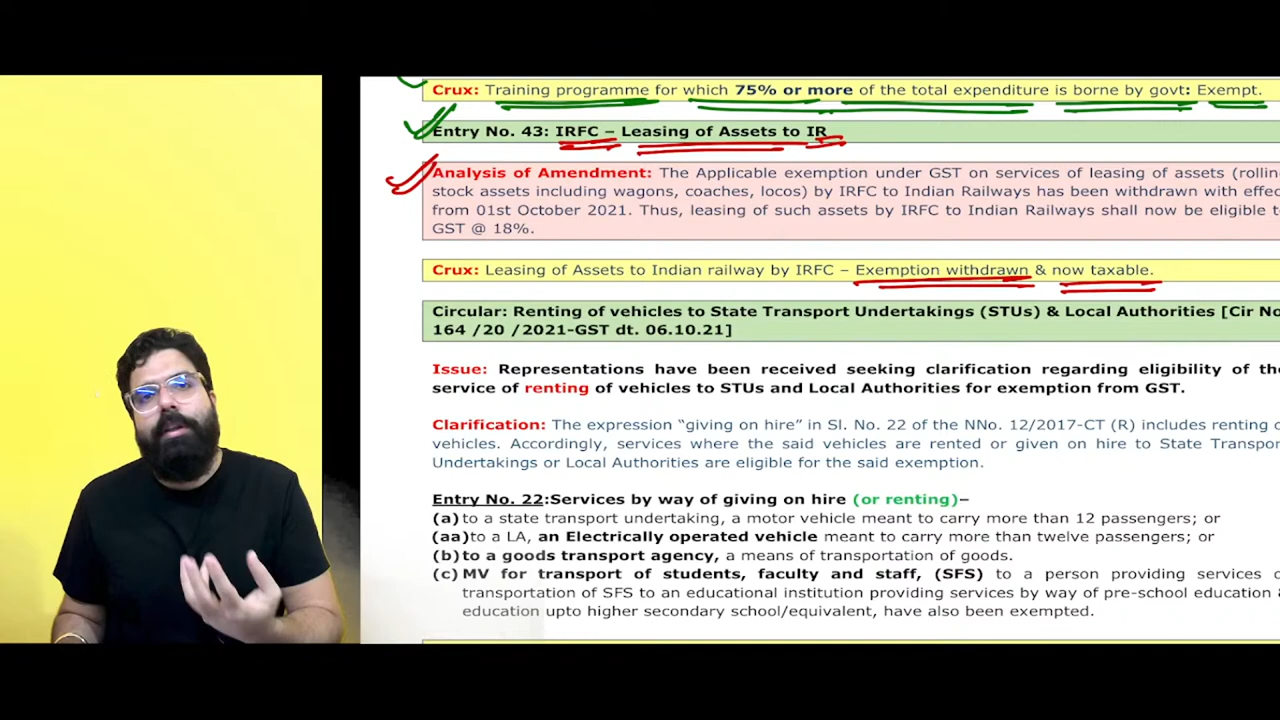 Crux: Training programme for which 75% or more of the total expenditure is borne by govt: Exempt.
Entry No. 43: IRFC – Leasing of Assets to IR
Analysis of Amendment: The Applicable exemption under GST on services of leasing of assets (rollin
stock assets including wagons, coaches, locos) by IRFC to Indian Railways has been withdrawn with effec
from 01st October 2021. Thus, leasing of such assets by IRFC to Indian Railways shall now be eligible t
GST @ 18%.
Crux: Leasing of Assets to Indian railway by IRFC – Exemption withdrawn & now taxable.
Circular: Renting of vehicles to State Transport Undertakings (STUs) & Local Authorities [Cir No
164 /20 /2021-GST dt. 06.10.21]
Issue: Representations have been received seeking clarification regarding eligibility of the
service of renting of vehicles to STUs and Local Authorities for exemption from GST.
Clarification: The expression “giving on hire” in Sl. No. 22 of the NNo. 12/2017-CT (R) includes renting o
vehicles. Accordingly, services where the said vehicles are rented or given on hire to State Transpor
Undertakings or Local Authorities are eligible for the said exemption.
Entry No. 22:Services by way of giving on hire (or renting)–
(a) to a state transport undertaking, a motor vehicle meant to carry more than 12 passengers; or
(aa)to a LA, an Electrically operated vehicle meant to carry more than twelve passengers; or
(b) to a goods transport agency, a means of transportation of goods.
(c) MV for transport of students, faculty and staff, (SFS) to a person providing services o
transportation of SFS to an educational institution providing services by way of pre-school education &
education upto higher secondary school/equivalent, have also been exempted.